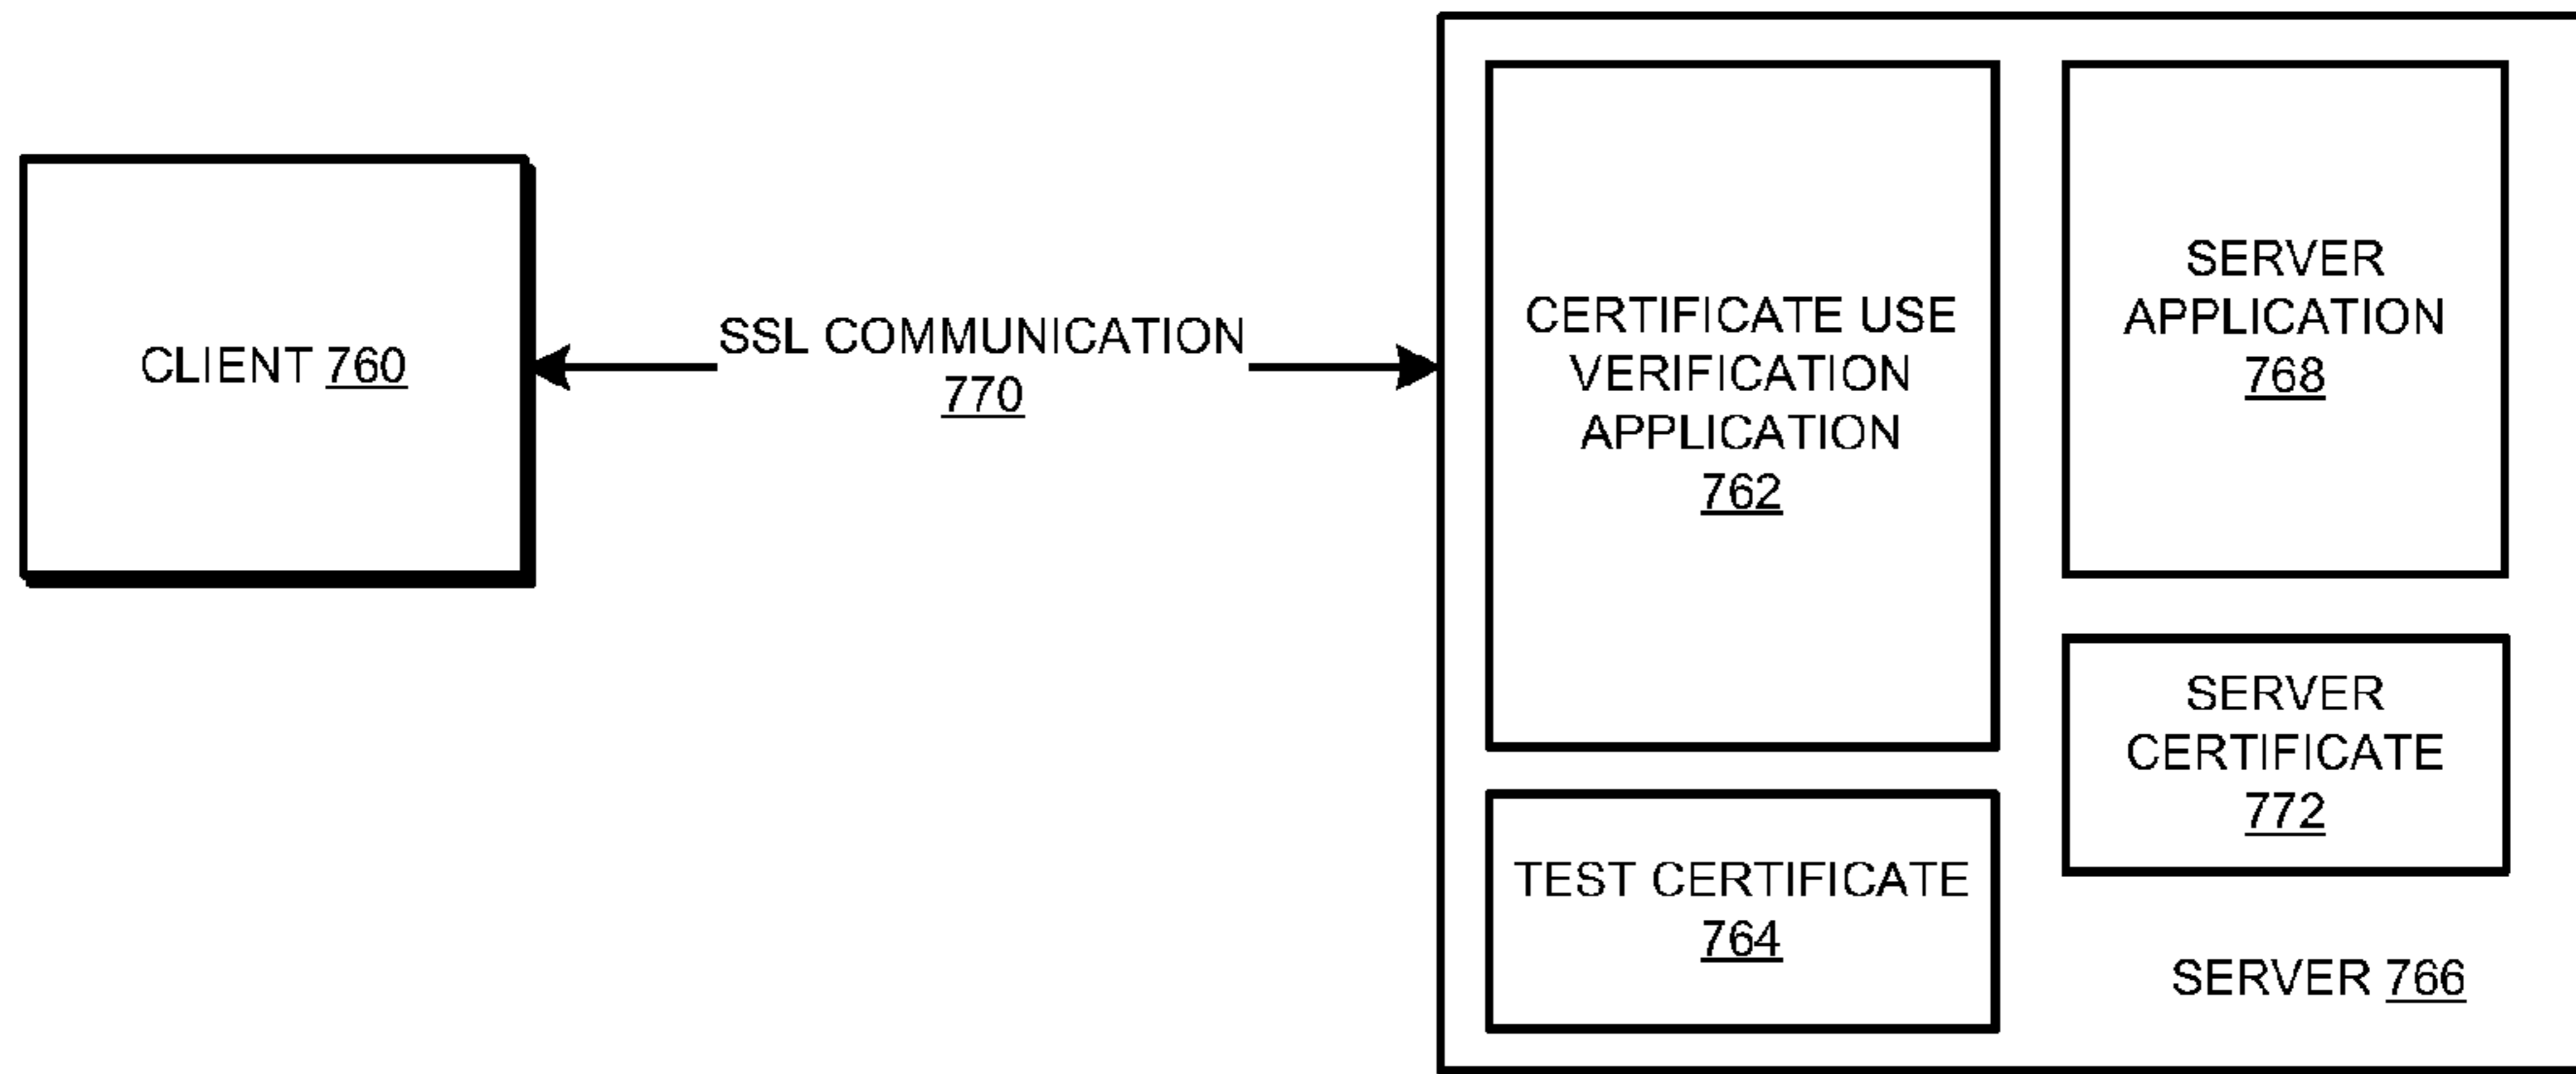 CLIENT 760
SSL COMMUNICATION
770
CERTIFICATE USE
VERIFICATION
APPLICATION
762
TEST CERTIFICATE
764
SERVER
APPLICATION
768
SERVER
CERTIFICATE
772
SERVER 766